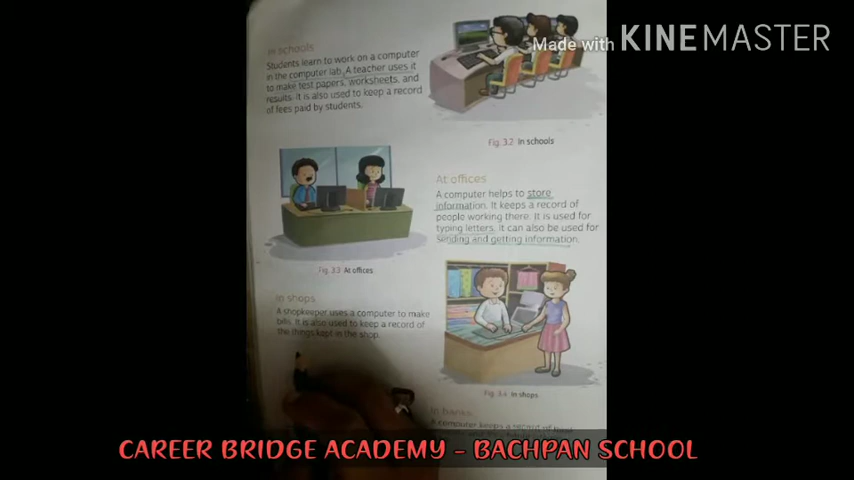 Made with KINEMASTER
In schools
Students learn to work on a computer
in the computer lab. A teacher uses it
to make test papers, worksheets, and
results. It is also used to keep a record
of fees paid by students.
Fig. 3.2 In schools
At offices
A computer helps to store
information. It keeps a record of
people working there. It is used for
typing letters. It can also be used for
sending and getting information.
Fig. 3.3 At offices
In shops
A shopkeeper uses a computer to make
bills. It is also used to keep a record of
the things kept in the shop.
Fig. 3.4 In shops
In banks
A computer keeps a record of
CAREER BRIDGE ACADEMY - BACHPAN SCHOOL